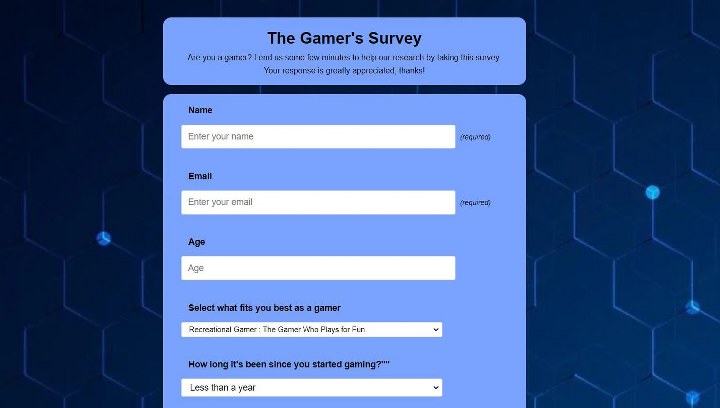 The Gamer's Survey
Are you a gamer? Lend us some few minutes to help our research by taking this survey
Your response is greatly appreciated, thanks!
Name
Enter your name
(required)
Email
Enter your email
(required)
Age
Age
Select what fits you best as a gamer
Recreational Gamer : The Gamer Who Plays for Fun
How long it's been since you started gaming?""
Less than a year